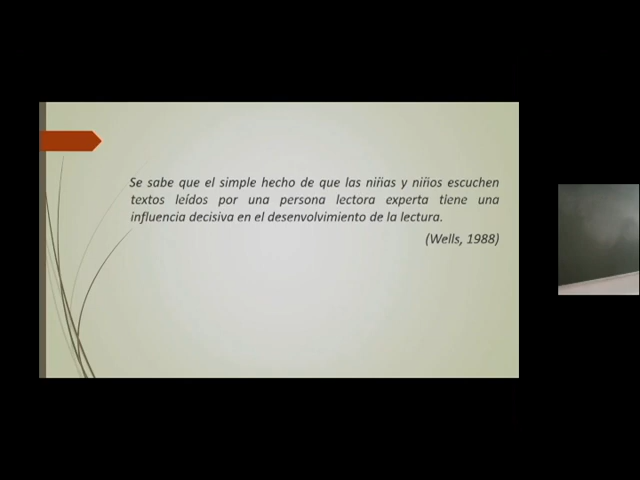 Se sabe que el simple hecho de que las niñas y niños escuchen
textos leídos por una persona lectora experta tiene una
influencia decisiva en el desenvolvimiento de la lectura.
(Wells, 1988)